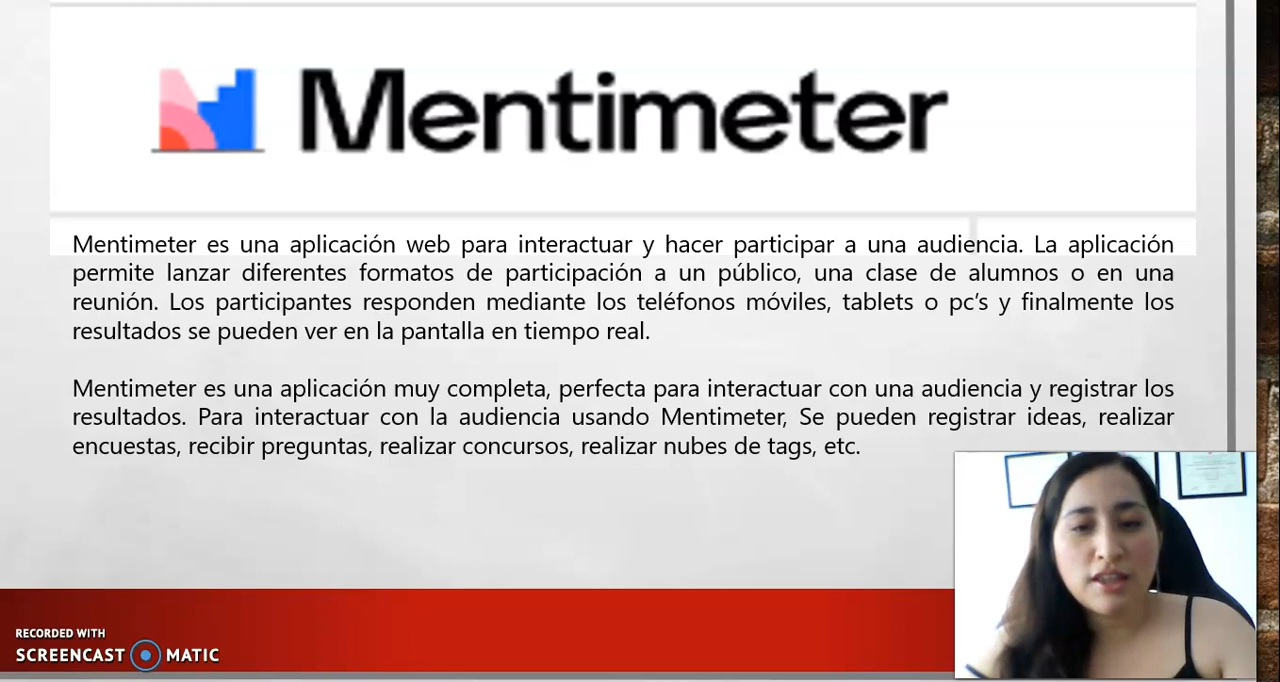 Mentimeter
Mentimeter es una aplicación web para interactuar y hacer participar a una audiencia. La aplicación
permite lanzar diferentes formatos de participación a un público, una clase de alumnos o en una
reunión. Los participantes responden mediante los teléfonos móviles, tablets o pc’s y finalmente los
resultados se pueden ver en la pantalla en tiempo real.
Mentimeter es una aplicación muy completa, perfecta para interactuar con una audiencia y registrar los
resultados. Para interactuar con la audiencia usando Mentimeter, Se pueden registrar ideas, realizar
encuestas, recibir preguntas, realizar concursos, realizar nubes de tags, etc.
RECORDED WITH
SCREENCAST MATIC